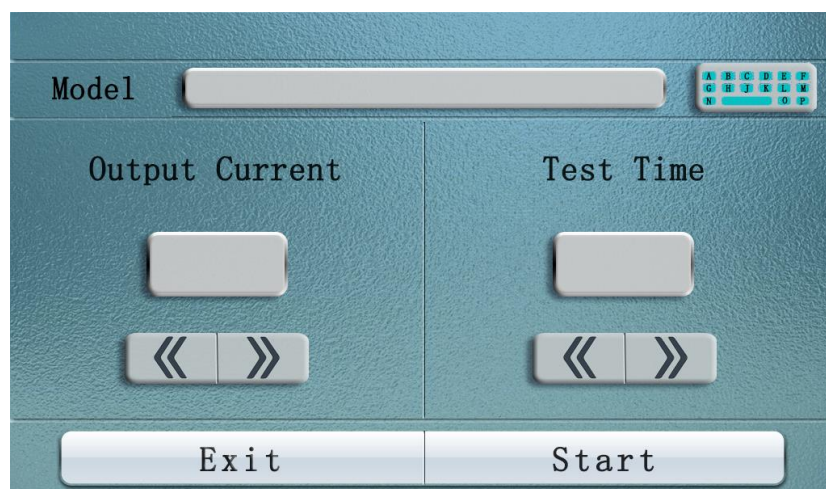 Model
A B C D E F
G H J K L M
N O P
Output Current
Test Time
« »
« »
Exit
Start